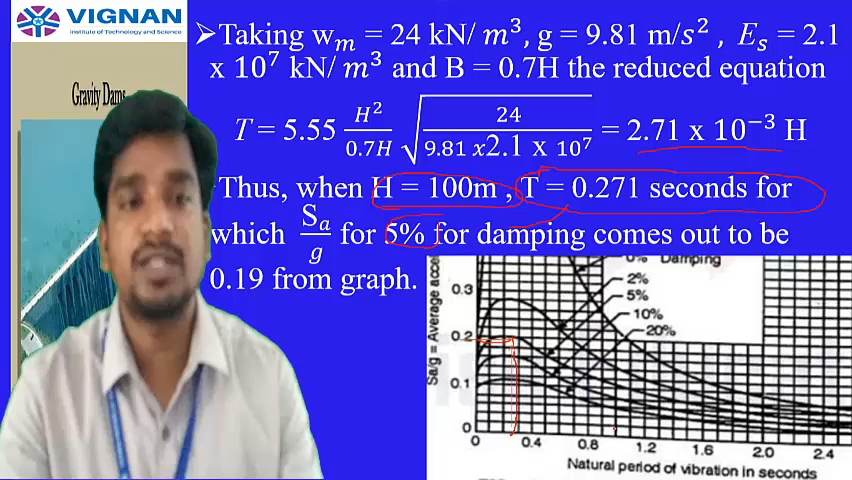 VIGNAN
Institute of Technology and Science
Gravity Dams
➢Taking w_m = 24 kN/m³, g = 9.81 m/s², E_s = 2.1
x 10⁷ kN/m³ and B = 0.7H the reduced equation
T = 5.55 H²/0.7H √(24/(9.81 x2.1 x 10⁷)) = 2.71 x 10⁻³ H
Thus, when H = 100m , T = 0.271 seconds for
which S_a/g for 5% for damping comes out to be
0.19 from graph.
0% Damping
2%
5%
10%
20%
Sa/g = Average acce
0.3
0.2
0.1
0
0 0.4 0.8 1.2 1.6 2.0 2.4
Natural period of vibration in seconds